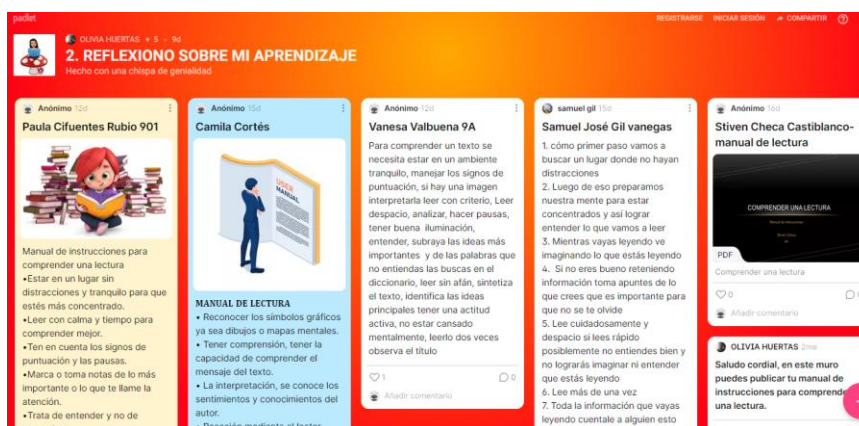 padlet
REGISTRARSE INICIAR SESIÓN COMPARTIR
OLIVIA HUERTAS + 5 - 9d
2. REFLEXIONO SOBRE MI APRENDIZAJE
Hecho con una chispa de genialidad
Anónimo 12d
Paula Cifuentes Rubio 901
Manual de instrucciones para
comprender una lectura
•Estar en un lugar sin
distracciones y tranquilo para que
estés más concentrado.
•Leer con calma y tiempo para
comprender mejor.
•Ten en cuenta los signos de
puntuación y las pausas.
•Marca o toma notas de lo más
importante o lo que te llame la
atención.
•Trata de entender y no de
Anónimo 15d
Camila Cortés
USER
MANUAL
MANUAL DE LECTURA
• Reconocer los símbolos gráficos
ya sea dibujos o mapas mentales.
• Tener comprensión, tener la
capacidad de comprender el
mensaje del texto.
• La interpretación, se conoce los
sentimientos y conocimientos del
autor.
Anónimo 12d
Vanesa Valbuena 9A
Para comprender un texto se
necesita estar en un ambiente
tranquilo, manejar los signos de
puntuación, si hay una imagen
interpretarla leer con criterio, Leer
despacio, analizar, hacer pausas,
tener buena iluminación,
entender, subraya las ideas más
importantes y de las palabras que
no entiendas las buscas en el
diccionario, leer sin afán, sintetiza
el texto, identifica las ideas
principales tener una actitud
activa, no estar cansado
mentalmente, leerlo dos veces
observa el título
1
0
Añadir comentario
samuel gil 15d
Samuel José Gil vanegas
1. cómo primer paso vamos a
buscar un lugar donde no hayan
distracciones
2. Luego de eso preparamos
nuestra mente para estar
concentrados y así lograr
entender lo que vamos a leer
3. Mientras vayas leyendo ve
imaginando lo que estás leyendo
4. Si no eres bueno reteniendo
información toma apuntes de lo
que crees que es importante para
que no se te olvide
5. Lee cuidadosamente y
despacio si lees rápido
posiblemente no entiendes bien y
no lograrás imaginar ni entender
que estás leyendo
6. Lee más de una vez
7. Toda la información que vayas
leyendo cuentale a alguien esto
Anónimo 16d
Stiven Checa Castiblanco-
manual de lectura
COMPRENDER UNA LECTURA
PDF
Comprender una lectura
0
Añadir comentario
OLIVIA HUERTAS 2me
Saludo cordial, en este muro
puedes publicar tu manual de
instrucciones para comprende
una lectura.